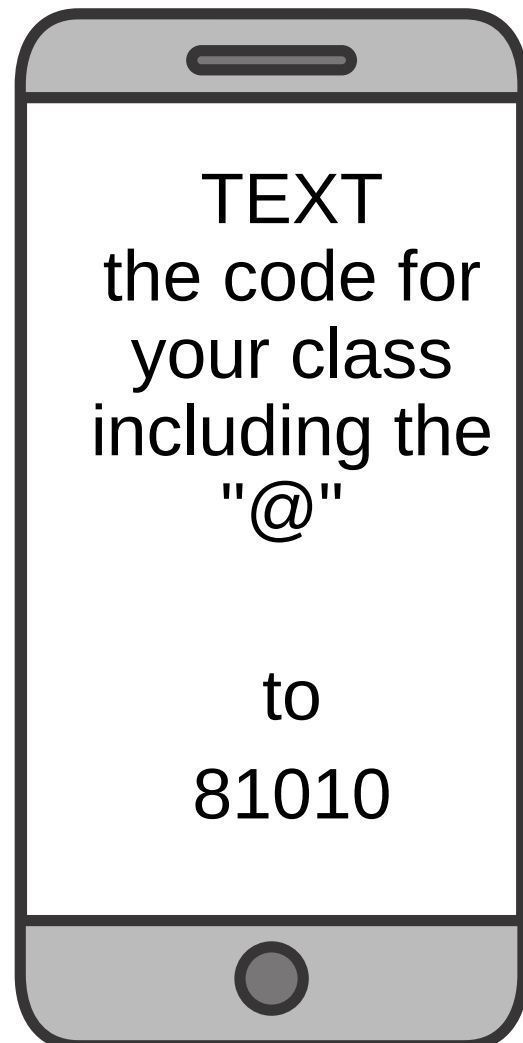 TEXT
the code for
your class
including the
"@"
to
81010